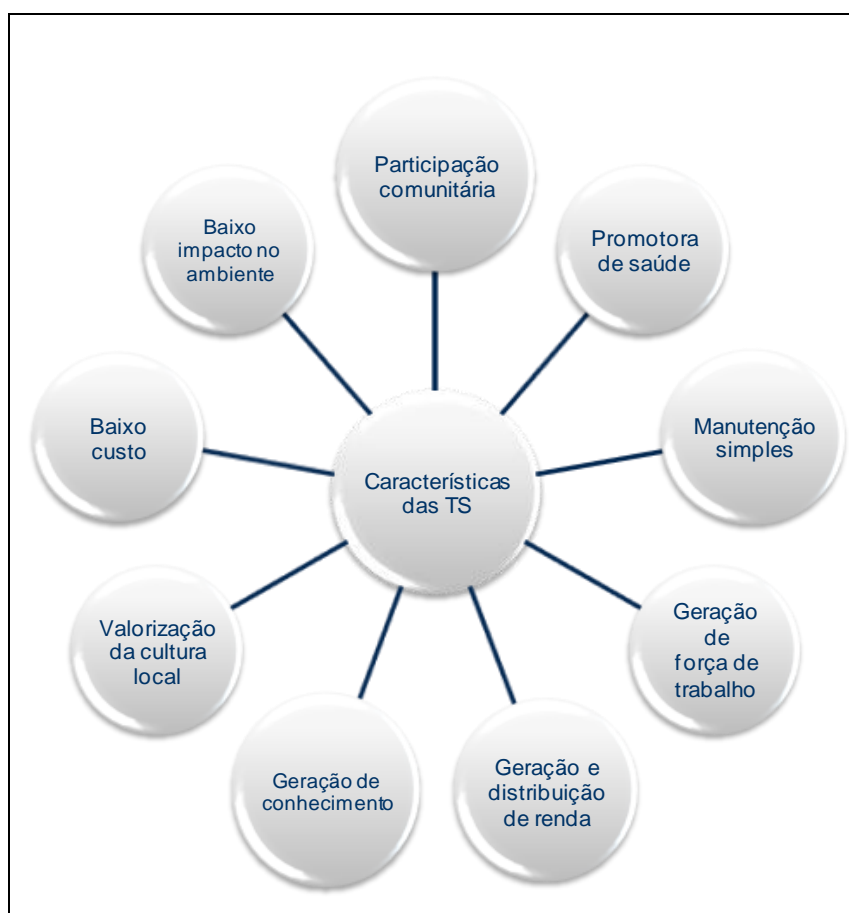 Participação
comunitária
Promotora
de saúde
Manutenção
simples
Geração
de
força de
trabalho
Geração e
distribuição
de renda
Geração de
conhecimento
Valorização
da cultura
local
Baixo
custo
Baixo
impacto no
ambiente
Características
das TS